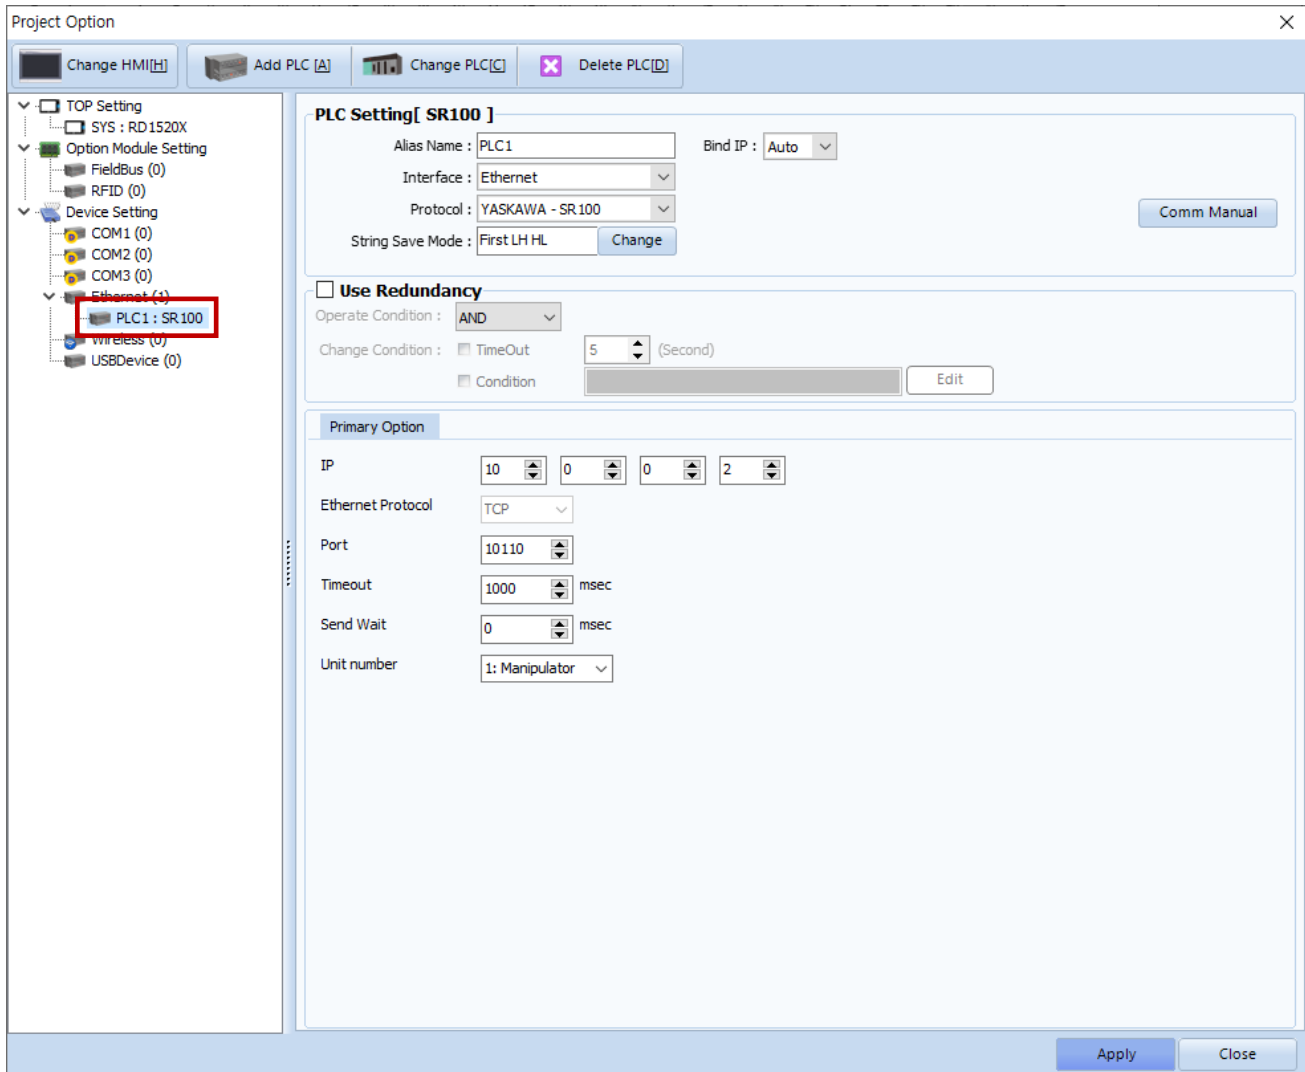 Project Option
Change HMI[H]
Add PLC [A]
Change PLC[C]
Delete PLC[D]
TOP Setting
SYS : RD1520X
Option Module Setting
FieldBus (0)
RFID (0)
Device Setting
COM1 (0)
COM2 (0)
COM3 (0)
Ethernet (1)
PLC1 : SR100
Wireless (0)
USBDevice (0)
PLC Setting[ SR100 ]
Alias Name : PLC1 Bind IP : Auto
Interface : Ethernet
Protocol : YASKAWA - SR100 Comm Manual
String Save Mode : First LH HL Change
Use Redundancy
Operate Condition : AND
Change Condition : TimeOut 5 (Second)
Condition Edit
Primary Option
IP 10 0 0 2
Ethernet Protocol TCP
Port 10110
Timeout 1000 msec
Send Wait 0 msec
Unit number 1: Manipulator
Apply Close